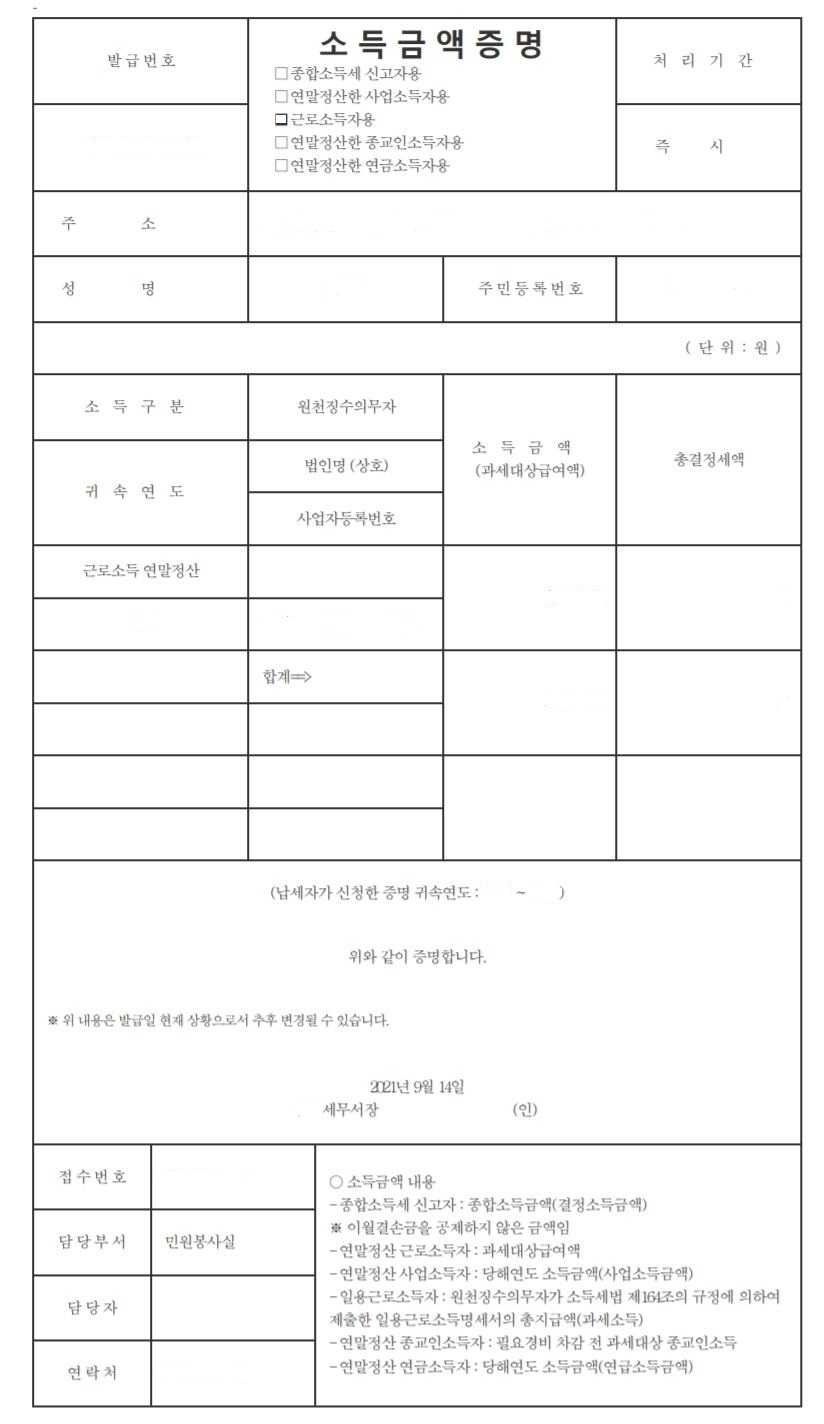 발급번호
소득금액증명
□ 종합소득세 신고자용
□ 연말정산한 사업소득자용
□ 근로소득자용
□ 연말정산한 종교인소득자용
□ 연말정산한 연금소득자용
처 리 기 간
즉 시
주 소
성 명
주민등록번호
( 단 위 : 원 )
소 득 구 분
원천징수의무자
소 득 금 액
(과세대상급여액)
총결정세액
귀 속 연 도
법인명 (상호)
사업자등록번호
근로소득 연말정산
합계==>
(납세자가 신청한 증명 귀속연도 : ~ )
위와 같이 증명합니다.
※ 위 내용은 발급일 현재 상황으로서 추후 변경될 수 있습니다.
2021년 9월 14일
세무서장 (인)
접수번호
담당부서
민원봉사실
담당자
연락처
○ 소득금액 내용
- 종합소득세 신고자 : 종합소득금액(결정소득금액)
※ 이월결손금을 공제하지 않은 금액임
- 연말정산 근로소득자 : 과세대상급여액
- 연말정산 사업소득자 : 당해연도 소득금액(사업소득금액)
- 일용근로소득자 : 원천징수의무자가 소득세법 제164조의 규정에 의하여
제출한 일용근로소득명세서의 총지급액(과세소득)
- 연말정산 종교인소득자 : 필요경비 차감 전 과세대상 종교인소득
- 연말정산 연금소득자 : 당해연도 소득금액(연급소득금액)